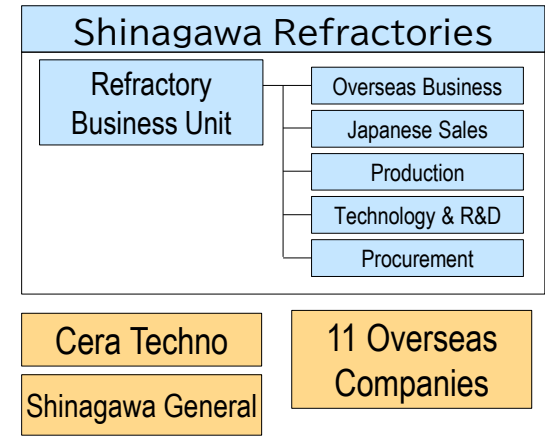 Shinagawa Refractories
Refractory
Business Unit
Overseas Business
Japanese Sales
Production
Technology & R&D
Procurement
Cera Techno
Shinagawa General
11 Overseas
Companies